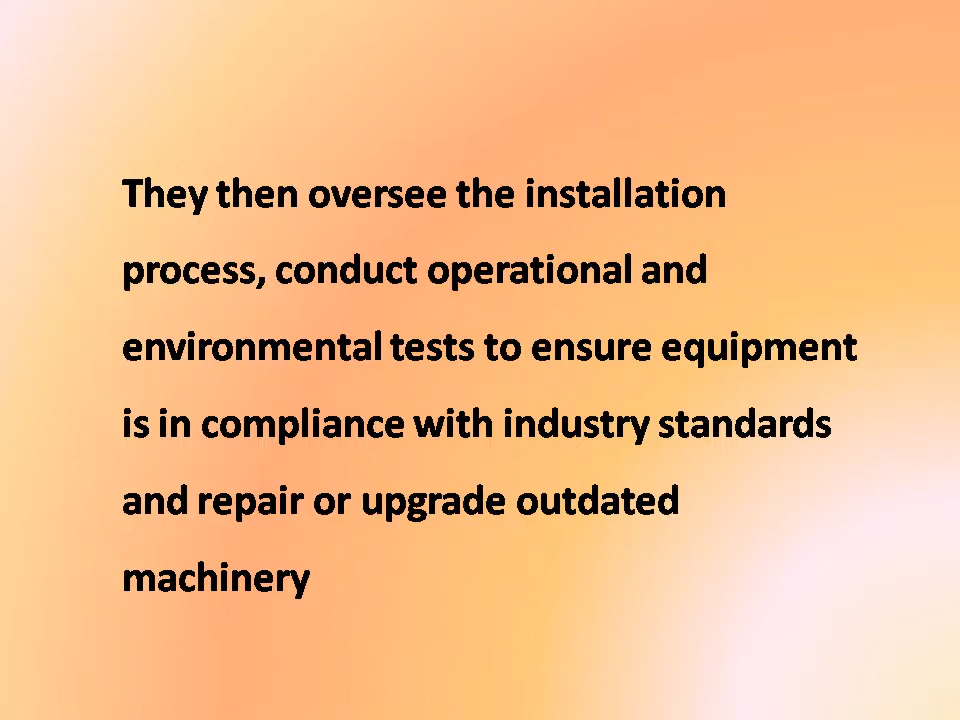 They then oversee the installation
process, conduct operational and
environmental tests to ensure equipment
is in compliance with industry standards
and repair or upgrade outdated
machinery